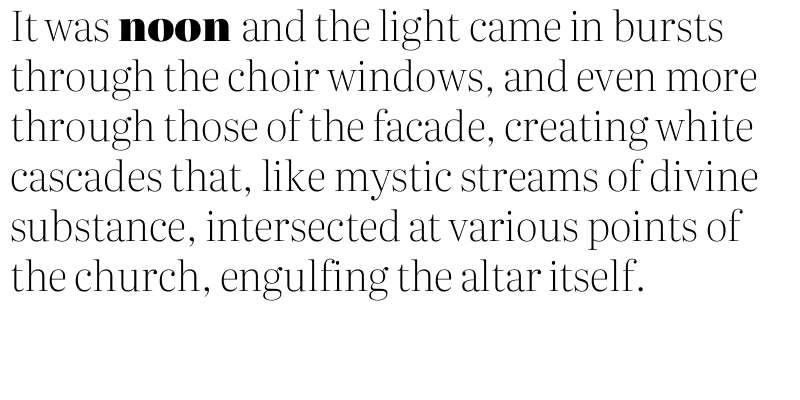 It was noon and the light came in bursts
through the choir windows, and even more
through those of the facade, creating white
cascades that, like mystic streams of divine
substance, intersected at various points of
the church, engulfing the altar itself.